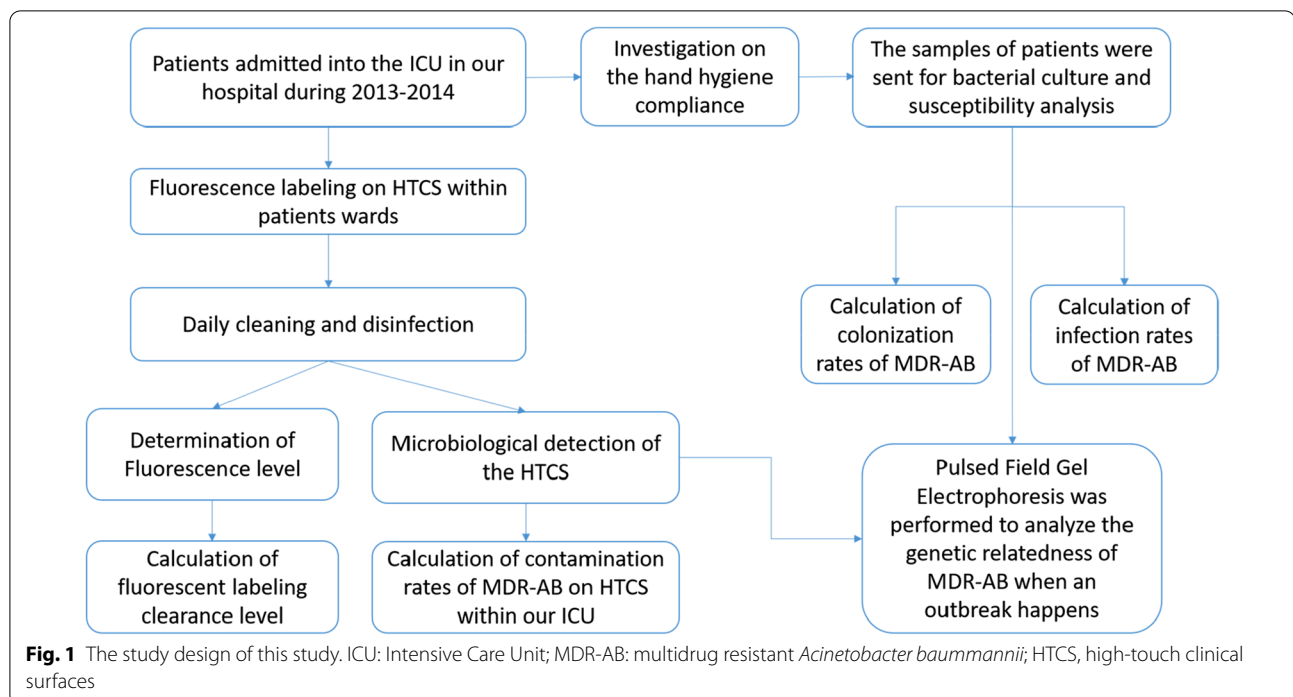 Patients admitted into the ICU in our
hospital during 2013-2014
Investigation on
the hand hygiene
compliance
The samples of patients were
sent for bacterial culture and
susceptibility analysis
Fluorescence labeling on HTCS within
patients wards
Daily cleaning and disinfection
Calculation of
colonization
rates of MDR-AB
Calculation of
infection rates
of MDR-AB
Determination of
Fluorescence level
Microbiological detection of
the HTCS
Pulsed Field Gel
Electrophoresis was
performed to analyze the
genetic relatedness of
MDR-AB when an
outbreak happens
Calculation of
fluorescent labeling
clearance level
Calculation of contamination
rates of MDR-AB on HTCS
within our ICU
Fig. 1 The study design of this study. ICU: Intensive Care Unit; MDR-AB: multidrug resistant Acinetobacter baummannii; HTCS, high-touch clinical
surfaces